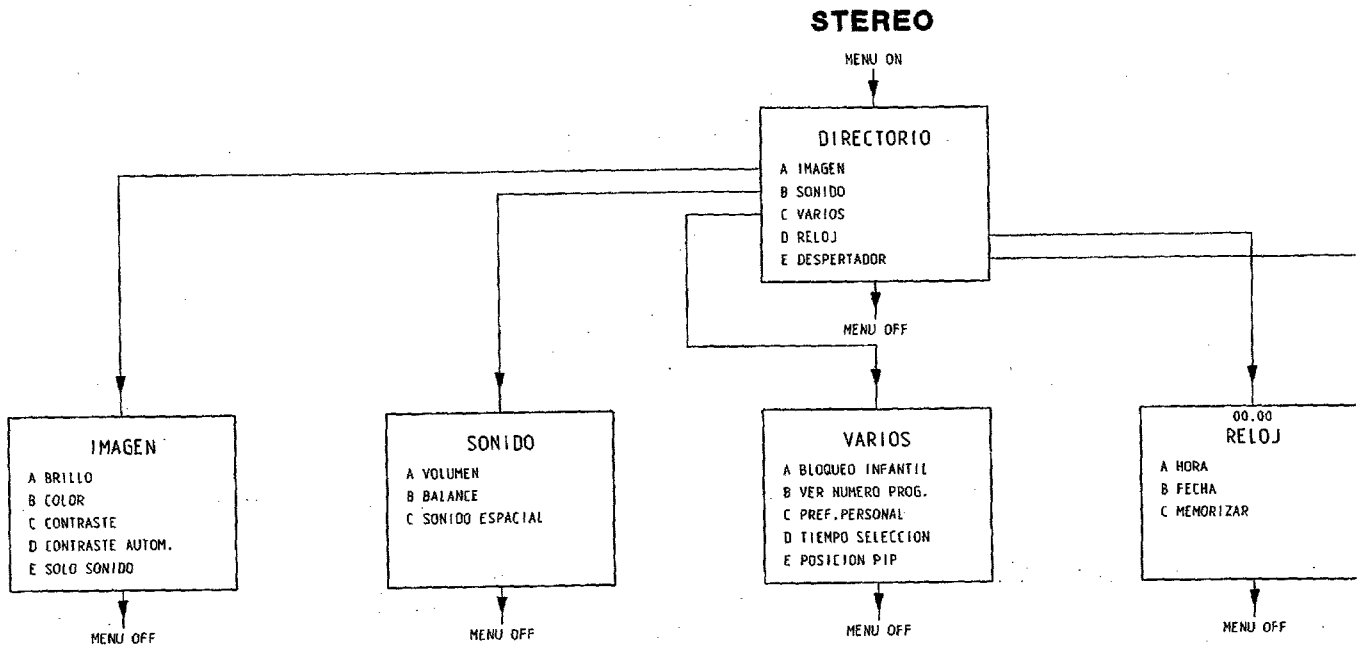 STEREO
MENU ON
DIRECTORIO
A IMAGEN
B SONIDO
C VARIOS
D RELOJ
E DESPERTADOR
MENU OFF
IMAGEN
A BRILLO
B COLOR
C CONTRASTE
D CONTRASTE AUTOM.
E SOLO SONIDO
MENU OFF
SONIDO
A VOLUMEN
B BALANCE
C SONIDO ESPACIAL
MENU OFF
VARIOS
A BLOQUEO INFANTIL
B VER NUMERO PROG.
C PREF.PERSONAL
D TIEMPO SELECCION
E POSICION PIP
MENU OFF
00.00
RELOJ
A HORA
B FECHA
C MEMORIZAR
MENU OFF